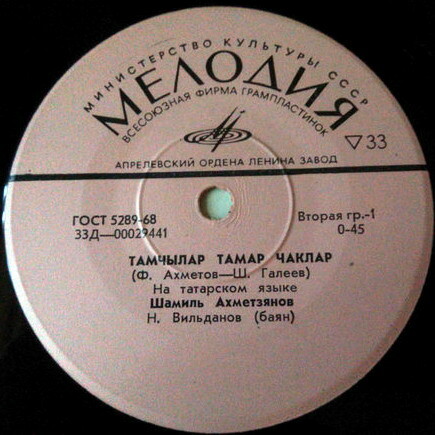 МИНИСТЕРСТВО КУЛЬТУРЫ СССР
МЕЛОДИЯ
ВСЕСОЮЗНАЯ ФИРМА ГРАМПЛАСТИНОК
▽33
АПРЕЛЕВСКИЙ ОРДЕНА ЛЕНИНА ЗАВОД
ГОСТ 5289-68
33Д—00029441
Вторая гр.-1
0-45
ТАМЧЫЛАР ТАМАР ЧАКЛАР
(Ф. Ахметов—Ш. Галеев)
На татарском языке
Шамиль Ахметзянов
Н. Вильданов (баян)